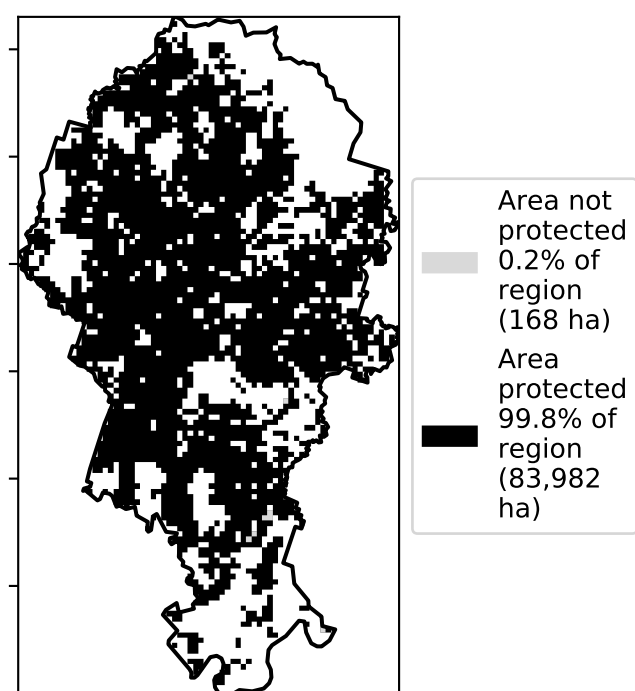 Area not
protected
0.2% of
region
(168 ha)
Area
protected
99.8% of
region
(83,982
ha)